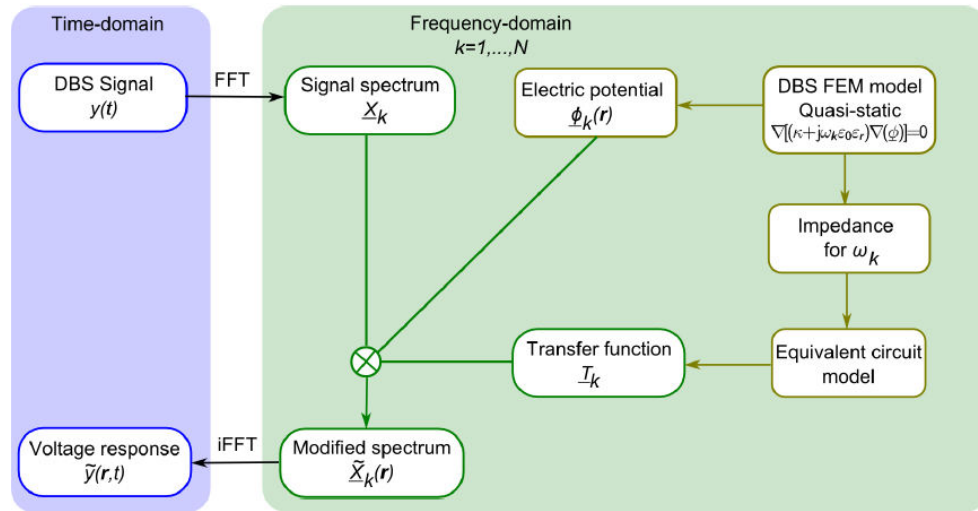 Time-domain
Frequency-domain
k=1,...,N
DBS Signal
y(t)
FFT
Signal spectrum
X_k
Electric potential
ϕ_k(r)
DBS FEM model
Quasi-static
∇[(κ+jω_kε₀ε_r)∇(ϕ)]=0
Impedance
for ω_k
Equivalent circuit
model
Transfer function
T_k
Modified spectrum
X̃_k(r)
iFFT
Voltage response
ỹ(r,t)